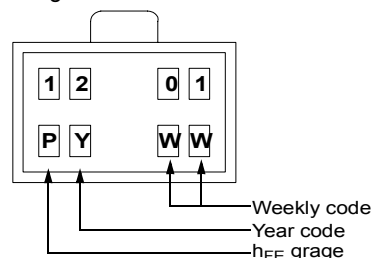 1 2 0 1
P Y W W
Weekly code
Year code
hFE grage